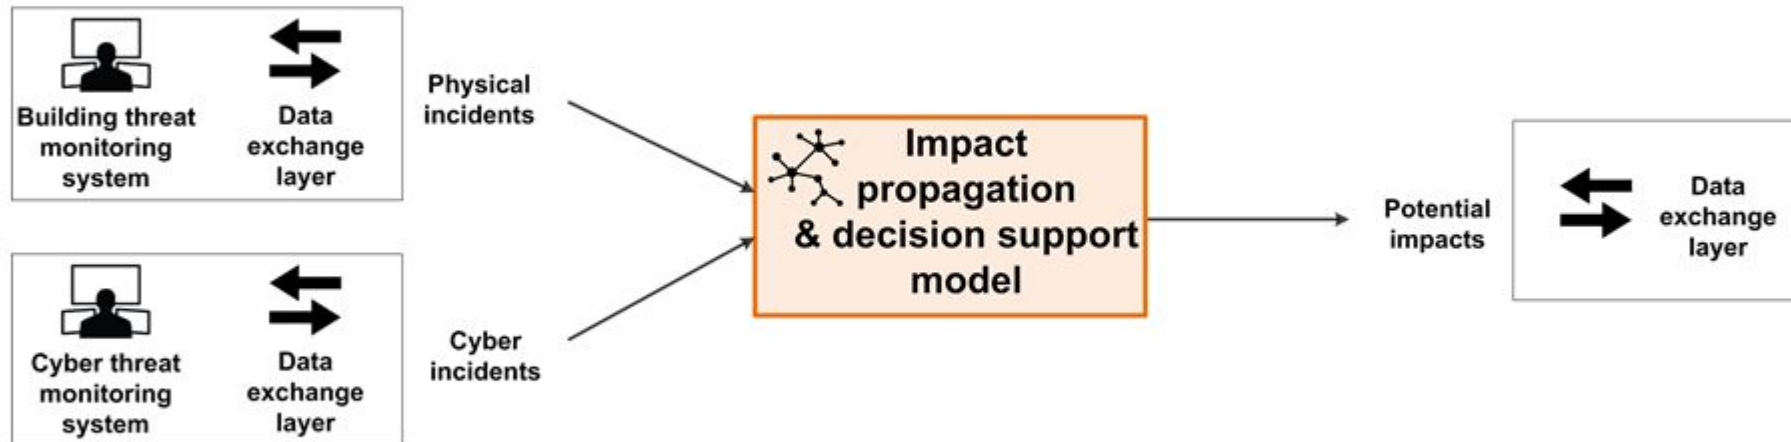 Building threat
monitoring
system
Data
exchange
layer
Physical
incidents
Cyber threat
monitoring
system
Data
exchange
layer
Cyber
incidents
Impact
propagation
& decision support
model
Potential
impacts
Data
exchange
layer